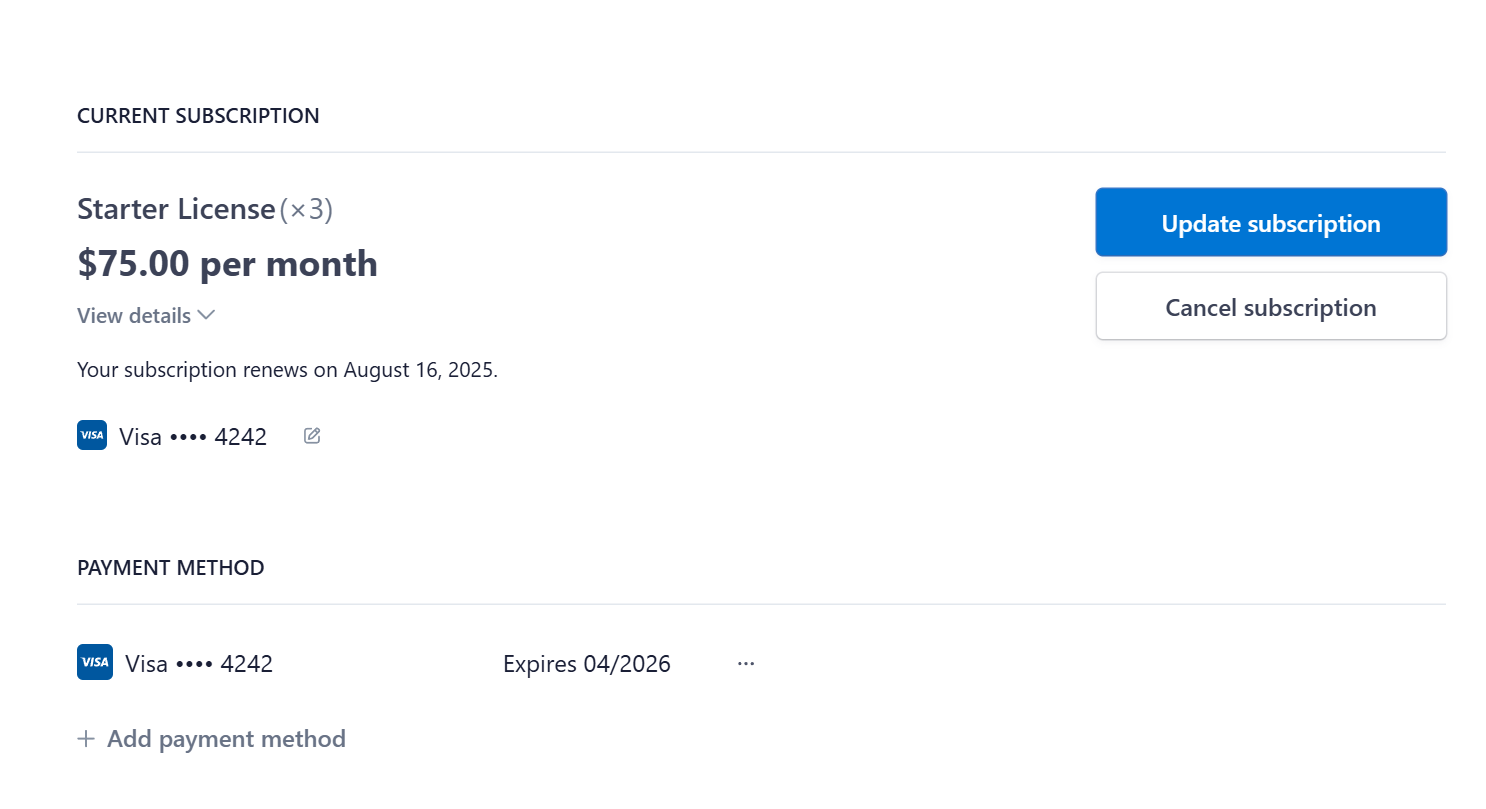 CURRENT SUBSCRIPTION
Starter License (×3)
$75.00 per month
View details
Your subscription renews on August 16, 2025.
VISA Visa •••• 4242
Update subscription
Cancel subscription
PAYMENT METHOD
VISA Visa •••• 4242 Expires 04/2026 ···
+ Add payment method